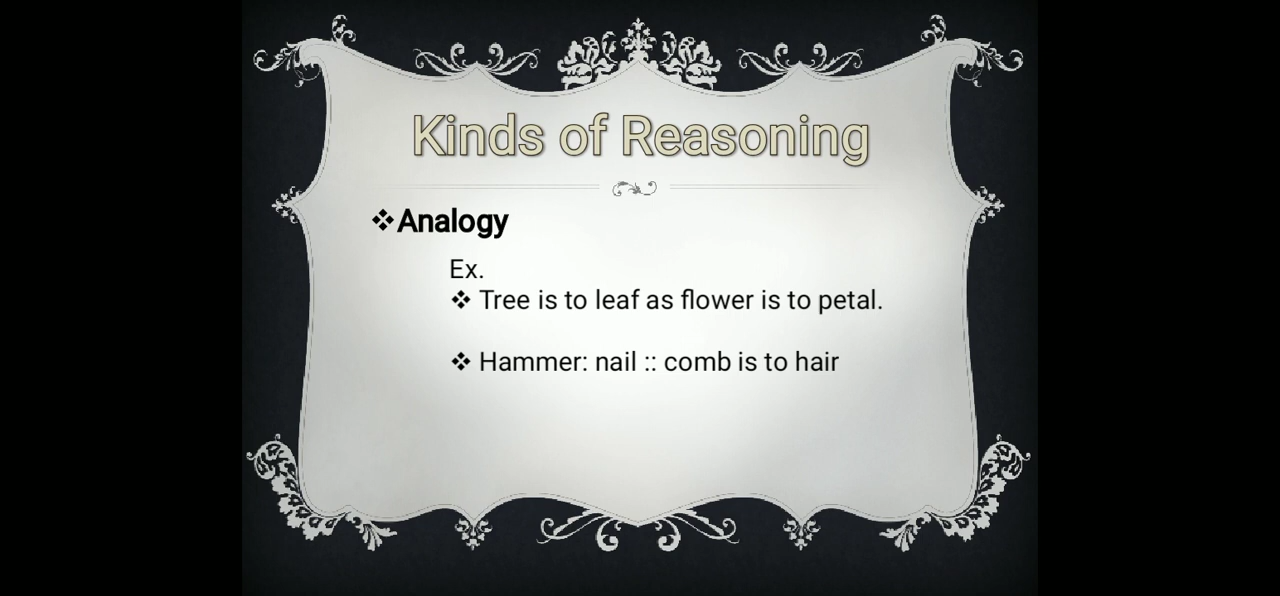 Kinds of Reasoning
❖Analogy
Ex.
❖ Tree is to leaf as flower is to petal.
❖ Hammer: nail :: comb is to hair